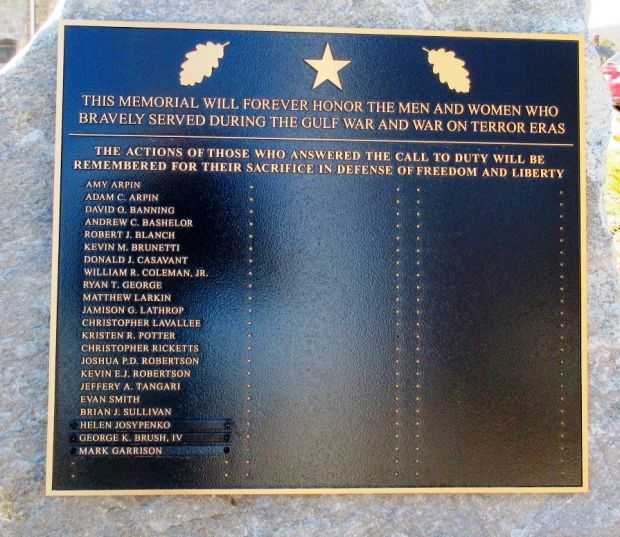 THIS MEMORIAL WILL FOREVER HONOR THE MEN AND WOMEN WHO
BRAVELY SERVED DURING THE GULF WAR AND WAR ON TERROR ERAS
THE ACTIONS OF THOSE WHO ANSWERED THE CALL TO DUTY WILL BE
REMEMBERED FOR THEIR SACRIFICE IN DEFENSE OF FREEDOM AND LIBERTY
AMY ARPIN
ADAM C. ARPIN
DAVID O. BANNING
ANDREW C. BASHELOR
ROBERT J. BLANCH
KEVIN M. BRUNETTI
DONALD J. CASAVANT
WILLIAM R. COLEMAN, JR.
RYAN T. GEORGE
MATTHEW LARKIN
JAMISON G. LATHROP
CHRISTOPHER LAVALLEE
KRISTEN R. POTTER
CHRISTOPHER RICKETTS
JOSHUA P.D. ROBERTSON
KEVIN E.J. ROBERTSON
JEFFERY A. TANGARI
EVAN SMITH
BRIAN J. SULLIVAN
HELEN JOSYPENKO
GEORGE K. BRUSH, IV
MARK GARRISON